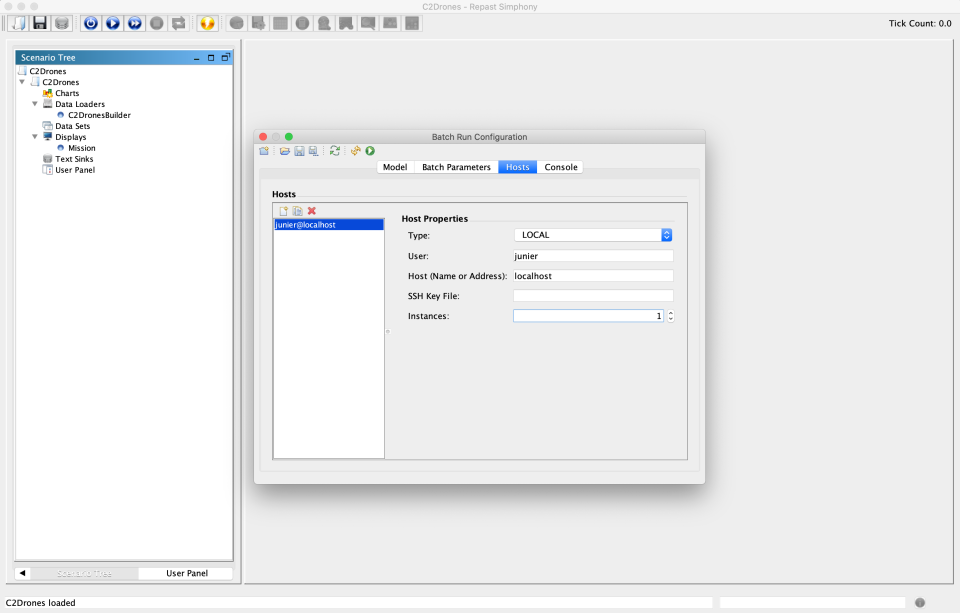 C2Drones - Repast Simphony
Tick Count: 0.0
Scenario Tree
C2Drones
C2Drones
Charts
Data Loaders
C2DronesBuilder
Data Sets
Displays
Mission
Text Sinks
User Panel
Batch Run Configuration
Model Batch Parameters Hosts Console
Hosts
junier@localhost
Host Properties
Type: LOCAL
User: junier
Host (Name or Address): localhost
SSH Key File:
Instances: 1
Scenario Tree User Panel
C2Drones loaded